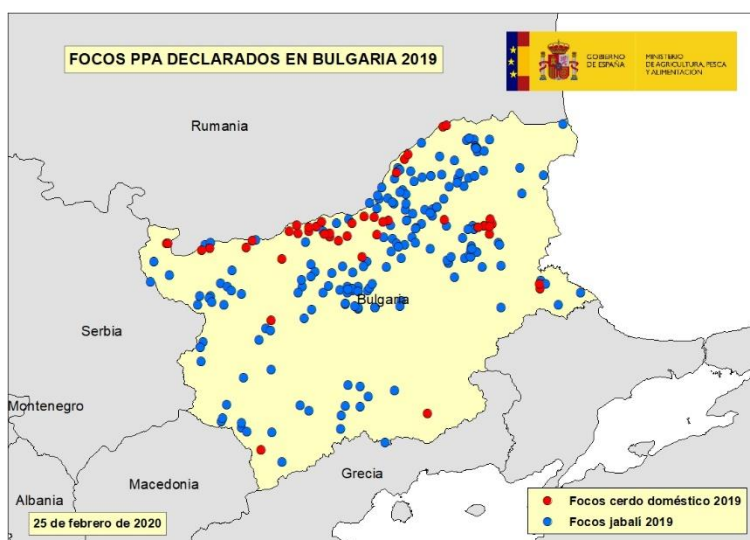 FOCOS PPA DECLARADOS EN BULGARIA 2019
GOBIERNO
DE ESPAÑA
MINISTERIO
DE AGRICULTURA, PESCA
Y ALIMENTACIÓN
Rumania
Bulgaria
Serbia
Montenegro
Macedonia
Albania
Grecia
Focos cerdo doméstico 2019
Focos jabalí 2019
25 de febrero de 2020